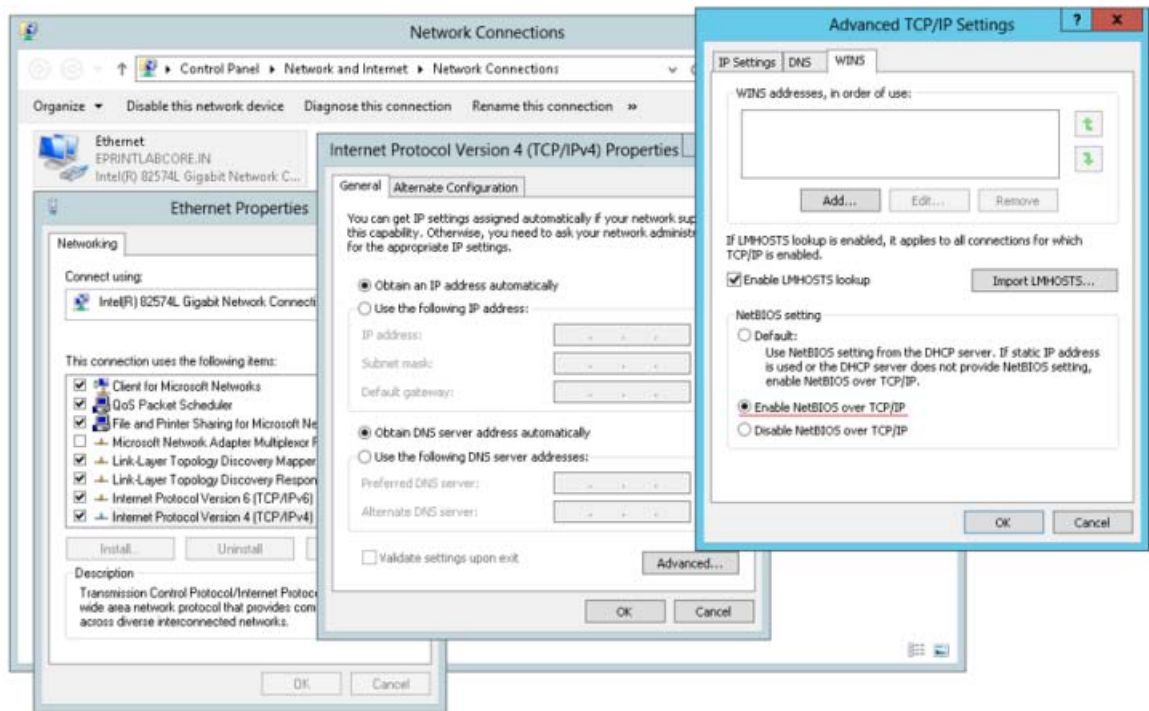 Network Connections
Control Panel Network and Internet Network Connections
Organize Disable this network device Diagnose this connection Rename this connection »
Ethernet
EPRINTLABCORE.IN
Intel(R) 82574L Gigabit Network C...
Ethernet Properties
Networking
Connect using:
Intel(R) 82574L Gigabit Network Connecti
This connection uses the following items:
Client for Microsoft Networks
QoS Packet Scheduler
File and Printer Sharing for Microsoft Ne
Microsoft Network Adapter Multiplexor P
Link-Layer Topology Discovery Mapper
Link-Layer Topology Discovery Respon
Internet Protocol Version 6 (TCP/IPv6)
Internet Protocol Version 4 (TCP/IPv4)
Install...
Uninstall
Description
Transmission Control Protocol/Internet Protoc
wide area network protocol that provides com
across diverse interconnected networks.
OK
Cancel
Internet Protocol Version 4 (TCP/IPv4) Properties
General
Alternate Configuration
You can get IP settings assigned automatically if your network sup
this capability. Otherwise, you need to ask your network administr
for the appropriate IP settings.
Obtain an IP address automatically
Use the following IP address:
IP address:
Subnet mask:
Default gateway:
Obtain DNS server address automatically
Use the following DNS server addresses:
Preferred DNS server:
Alternate DNS server:
Validate settings upon exit
Advanced...
OK
Cancel
Advanced TCP/IP Settings
IP Settings
DNS
WINS
WINS addresses, in order of use:
Add...
Edit...
Remove
If LMHOSTS lookup is enabled, it applies to all connections for which
TCP/IP is enabled.
Enable LMHOSTS lookup
Import LMHOSTS...
NetBIOS setting
Default:
Use NetBIOS setting from the DHCP server. If static IP address
is used or the DHCP server does not provide NetBIOS setting,
enable NetBIOS over TCP/IP.
Enable NetBIOS over TCP/IP
Disable NetBIOS over TCP/IP
OK
Cancel